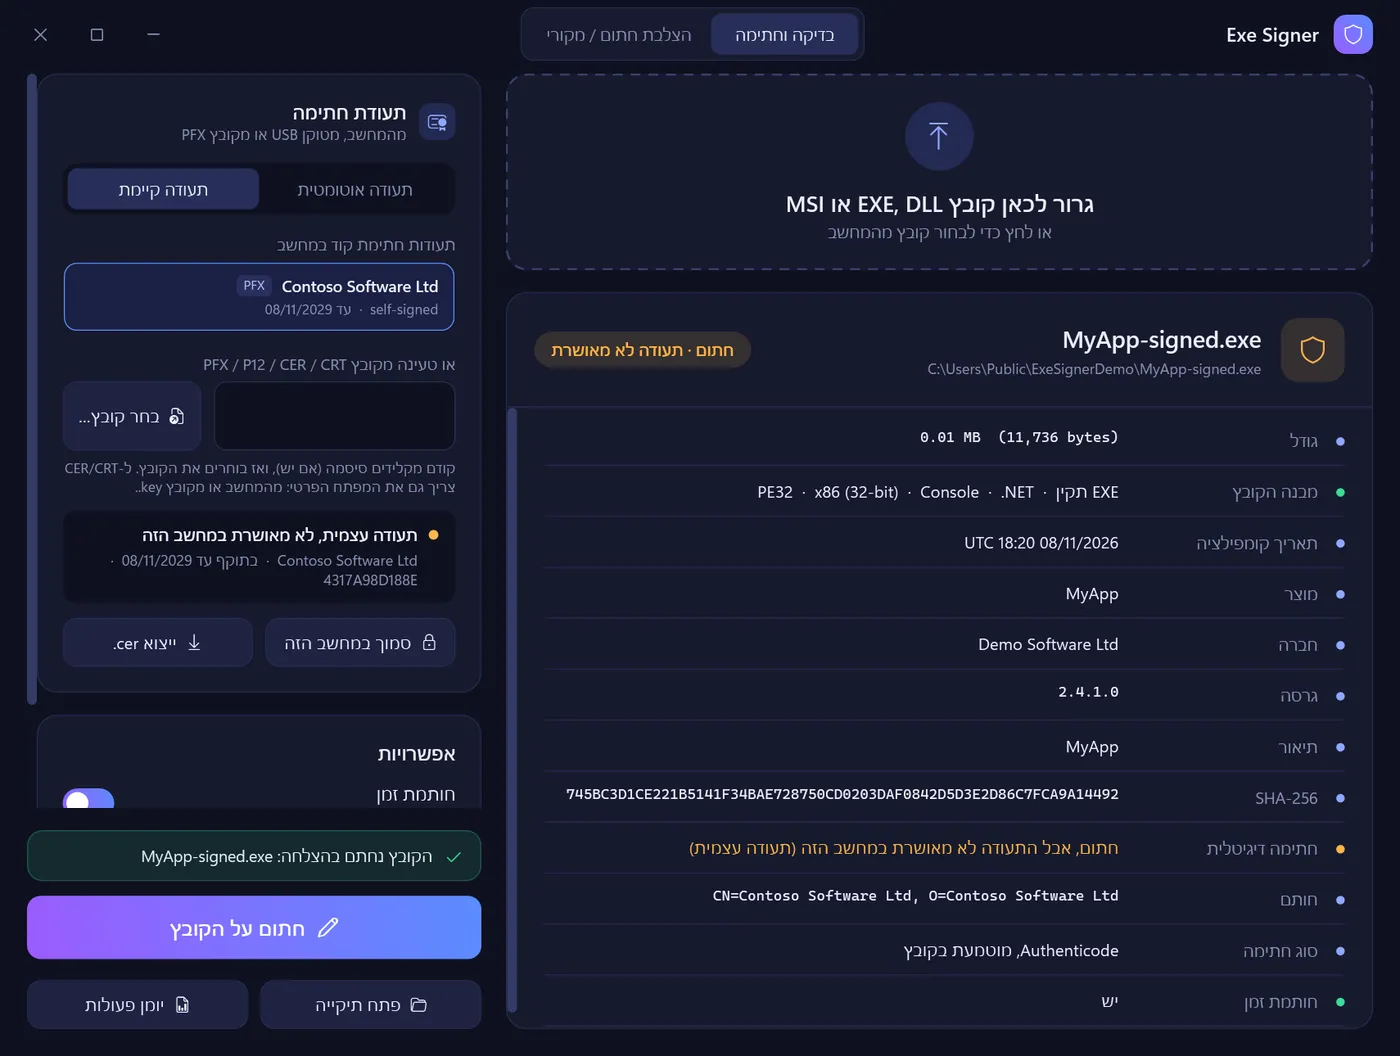 Exe Signer
בדיקה וחתימה
הצלבת חתום / מקורי
גרור לכאן קובץ EXE, DLL או MSI
או לחץ כדי לבחור קובץ מהמחשב
MyApp-signed.exe
C:\Users\Public\ExeSignerDemo\MyApp-signed.exe
חתום · תעודה לא מאושרת
גודל
0.01 MB (11,736 bytes)
מבנה הקובץ
EXE תקין · .NET · Console · x86 (32-bit) · PE32
תאריך קומפילציה
08/11/2026 18:20 UTC
מוצר
MyApp
חברה
Demo Software Ltd
גרסה
2.4.1.0
תיאור
MyApp
SHA-256
745BC3D1CE221B5141F34BAE728750CD0203DAF0842D5D3E2D86C7FCA9A14492
חתימה דיגיטלית
חתום, אבל התעודה לא מאושרת במחשב הזה (תעודה עצמית)
חותם
CN=Contoso Software Ltd, O=Contoso Software Ltd
סוג חתימה
Authenticode, מוטמעת בקובץ
חותמת זמן
יש
תעודת חתימה
מהמחשב, מטוקן USB או מקובץ PFX
תעודה אוטומטית
תעודה קיימת
תעודות חתימת קוד במחשב
Contoso Software Ltd PFX
self-signed · עד 08/11/2029
או טעינה מקובץ PFX / P12 / CER / CRT
בחר קובץ...
קודם מקלידים סיסמה (אם יש), ואז בוחרים את הקובץ. ל-CER/CRT
צריך גם את המפתח הפרטי: מהמחשב או מקובץ key..
תעודה עצמית, לא מאושרת במחשב הזה
Contoso Software Ltd · בתוקף עד 08/11/2029 ·
4317A98D188E
סמוך במחשב הזה
ייצוא cer.
אפשרויות
חותמת זמן
הקובץ נחתם בהצלחה: MyApp-signed.exe
חתום על הקובץ
פתח תיקייה
יומן פעולות